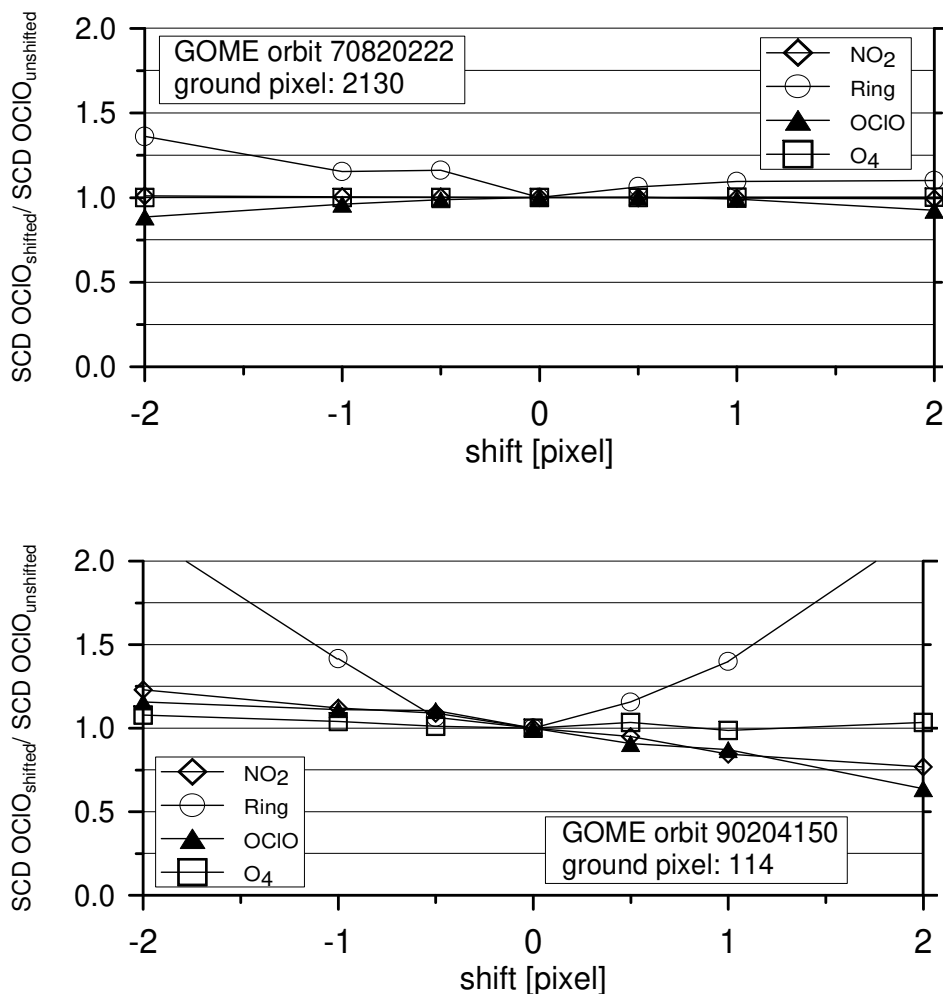 SCD OClO_shifted/ SCD OClO_unshifted
2.0
1.5
1.0
0.5
0.0
GOME orbit 70820222
ground pixel: 2130
NO₂
Ring
OClO
O₄
-2 -1 0 1 2
shift [pixel]
SCD OClO_shifted/ SCD OClO_unshifted
2.0
1.5
1.0
0.5
0.0
NO₂
Ring
OClO
O₄
GOME orbit 90204150
ground pixel: 114
-2 -1 0 1 2
shift [pixel]